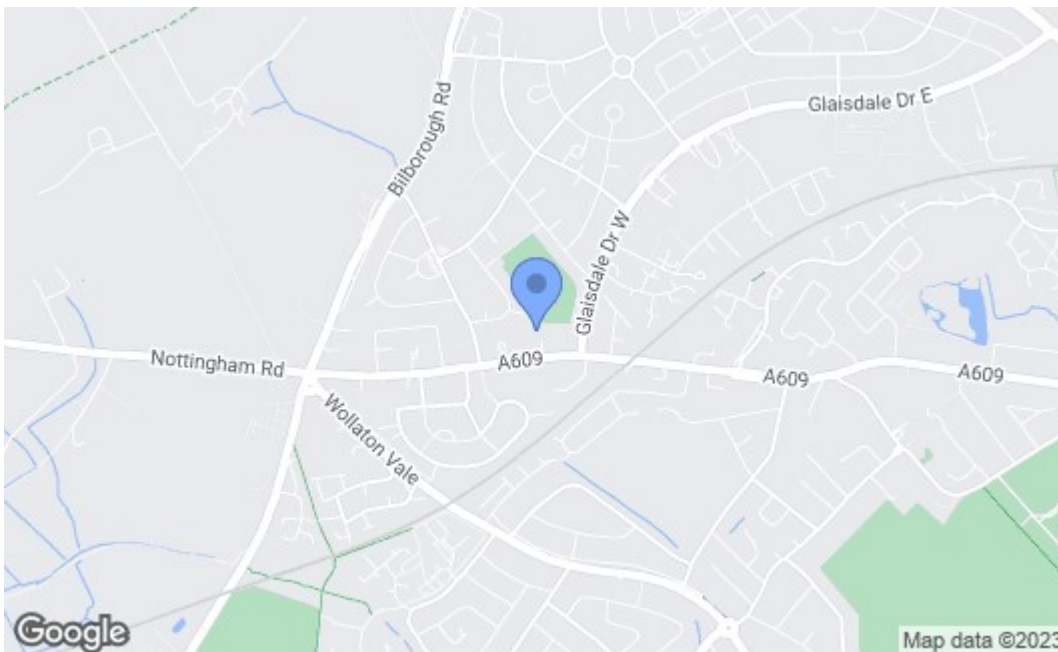 Glaisdale Dr E
Bilborough Rd
Glaisdale Dr W
Nottingham Rd
A609
A609
A609
Wollaton Vale
Google
Map data ©2023